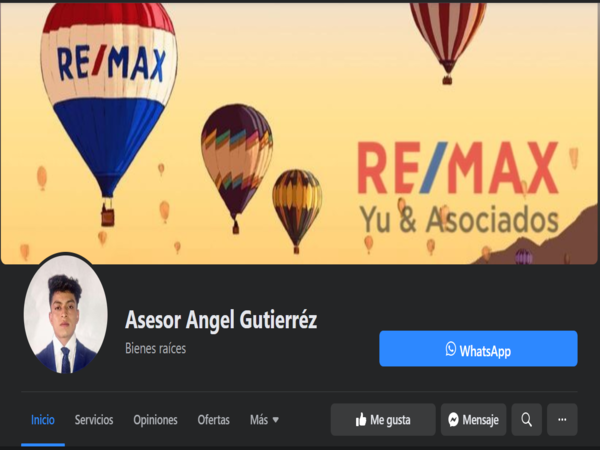 RE/MAX
RE/MAX
Yu & Asociados
Asesor Angel Gutierréz
Bienes raíces
WhatsApp
Inicio Servicios Opiniones Ofertas Más Me gusta Mensaje ...